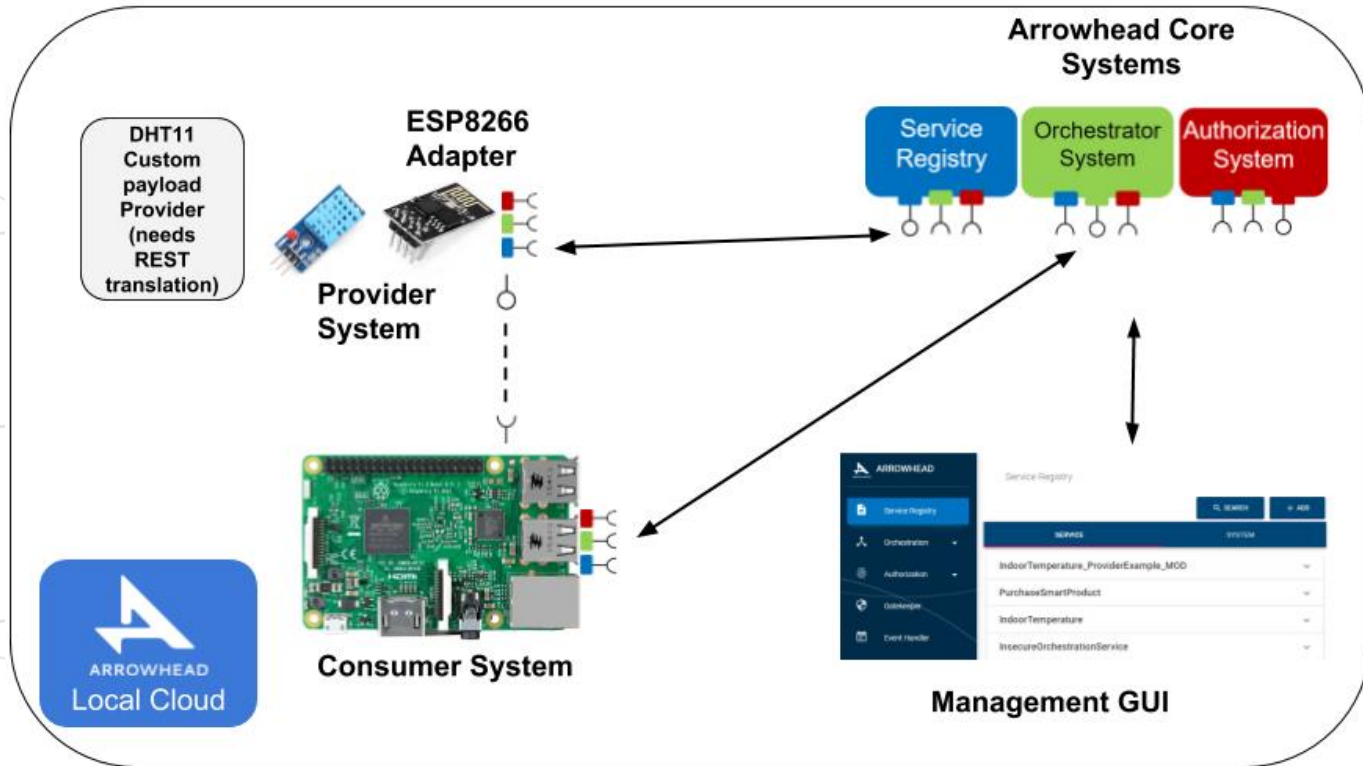 Arrowhead Core
Systems
DHT11
Custom
payload
Provider
(needs
REST
translation)
ESP8266
Adapter
Service
Registry
Orchestrator
System
Authorization
System
Provider
System
ARROWHEAD
Service Registry
Orchestration
Authorization
Gatekeeper
Event Handler
Service Registry
SEARCH
+ ADD
SERVICE
SYSTEM
IndoorTemperature_ProviderExample_MOD
PurchaseSmartProduct
IndoorTemperature
InsecureOrchestrationService
HDMI
Consumer System
Management GUI
ARROWHEAD
Local Cloud